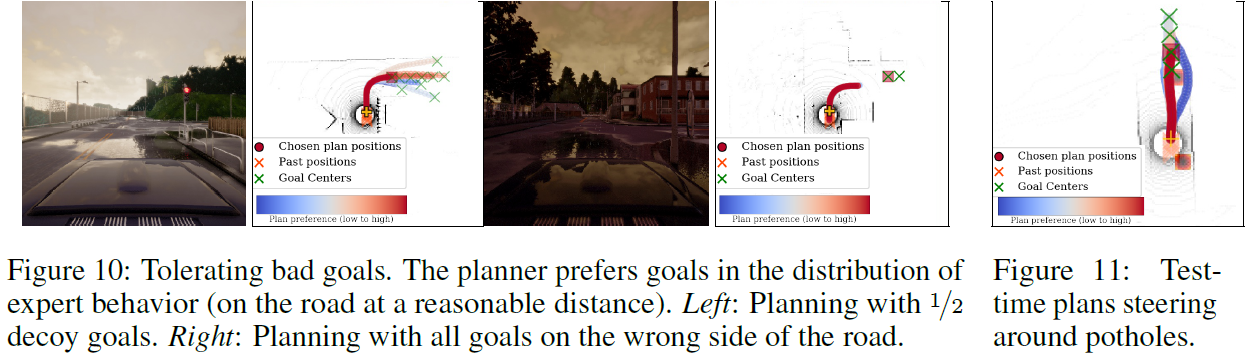 Chosen plan positions
Past positions
Goal Centers
Plan preference (low to high)
Chosen plan positions
Past positions
Goal Centers
Plan preference (low to high)
Chosen plan positions
Past positions
Goal Centers
Plan preference (low to high)
Figure 10: Tolerating bad goals. The planner prefers goals in the distribution of
expert behavior (on the road at a reasonable distance). Left: Planning with 1/2
decoy goals. Right: Planning with all goals on the wrong side of the road.
Figure 11: Test-
time plans steering
around potholes.